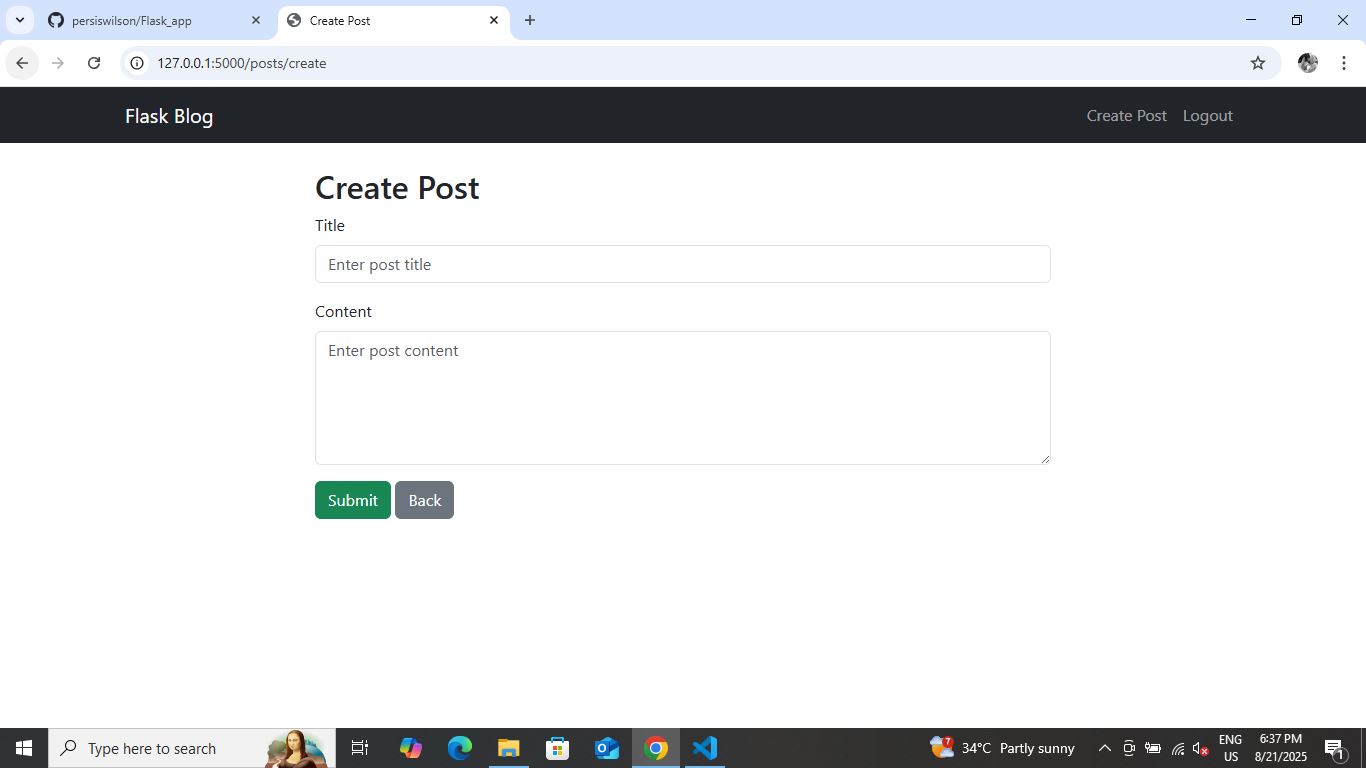 persiswilson/Flask_app
Create Post
127.0.0.1:5000/posts/create
Flask Blog
Create Post
Logout
Create Post
Title
Enter post title
Content
Enter post content
Submit
Back
Type here to search
7
34°C Partly sunny
ENG
US
6:37 PM
8/21/2025
1